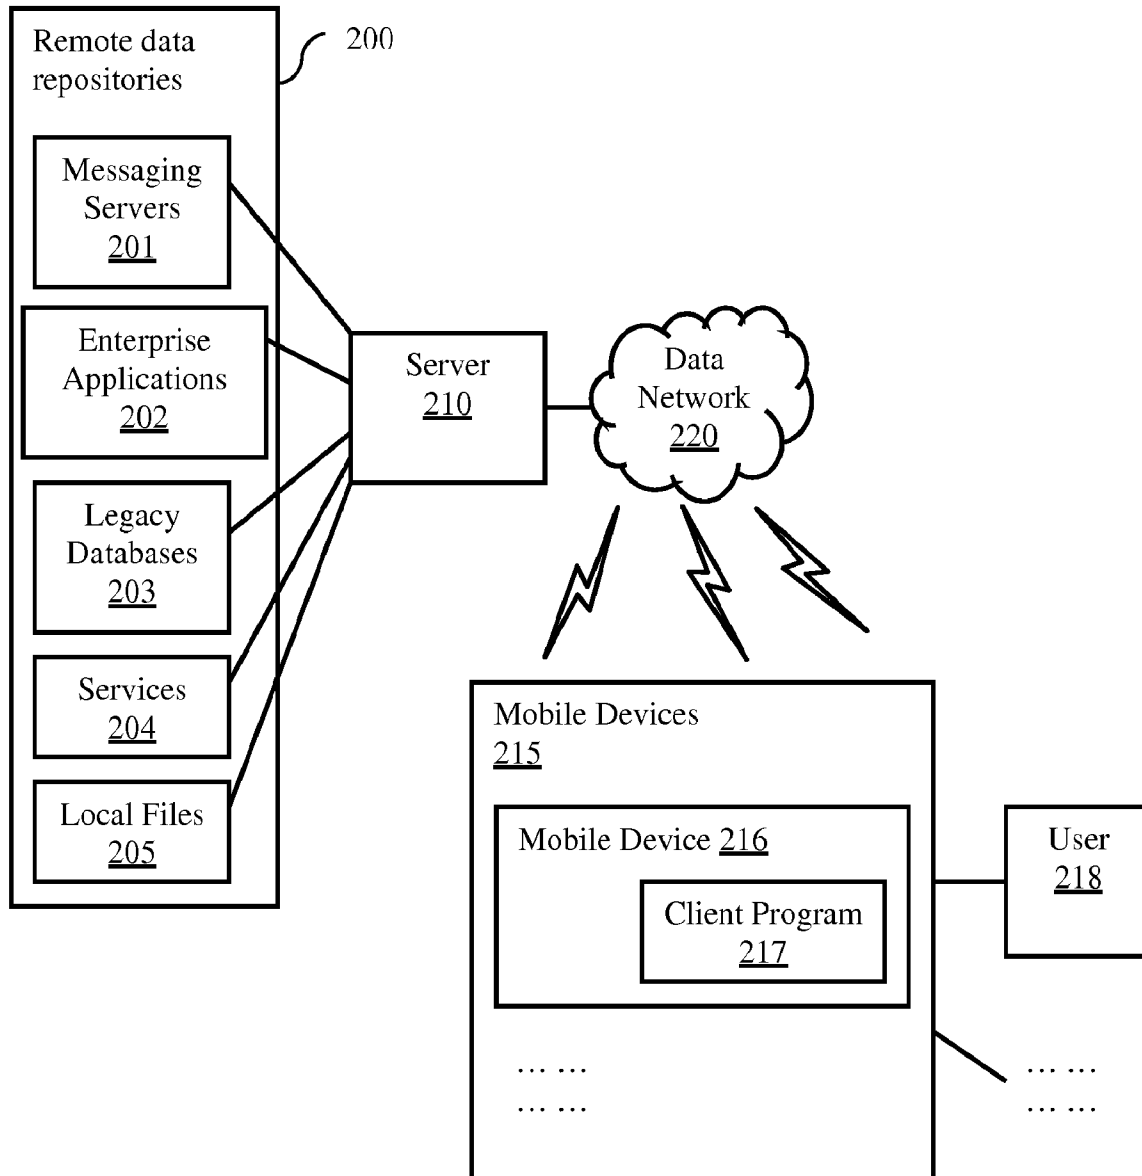 Remote data
repositories
200
Messaging
Servers
201
Enterprise
Applications
202
Legacy
Databases
203
Services
204
Local Files
205
Server
210
Data
Network
220
Mobile Devices
215
Mobile Device 216
Client Program
217
User
218
... ...
... ...
... ...
... ...